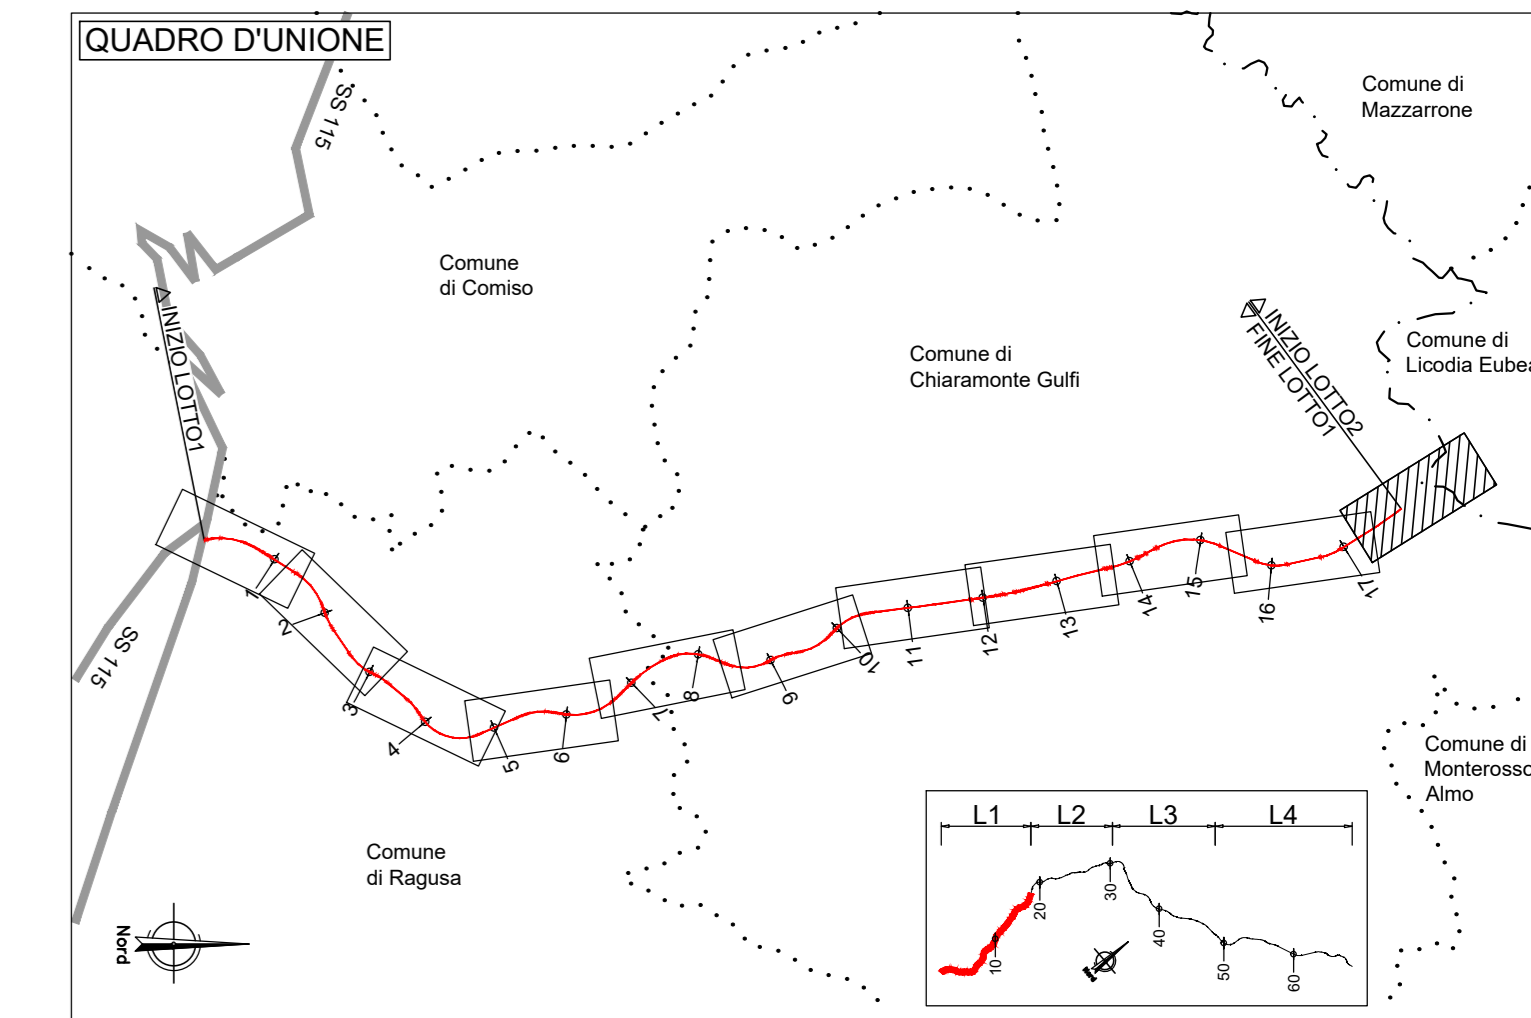 QUADRO D'UNIONE
SS 115
Comune di
Mazzarrone
Comune
di Comiso
INIZIO LOTTO1
Comune di
Chiaramonte Gulfi
INIZIO LOTTO2
FINE LOTTO1
Comune di
Licodia Eubea
1
2
3
4
5
6
7
8
9
10
11
12
13
14
15
16
17
SS 115
Comune di
Monterosso
Almo
Comune
di Ragusa
Nord
L1 L2 L3 L4
10
20
30
40
50
60